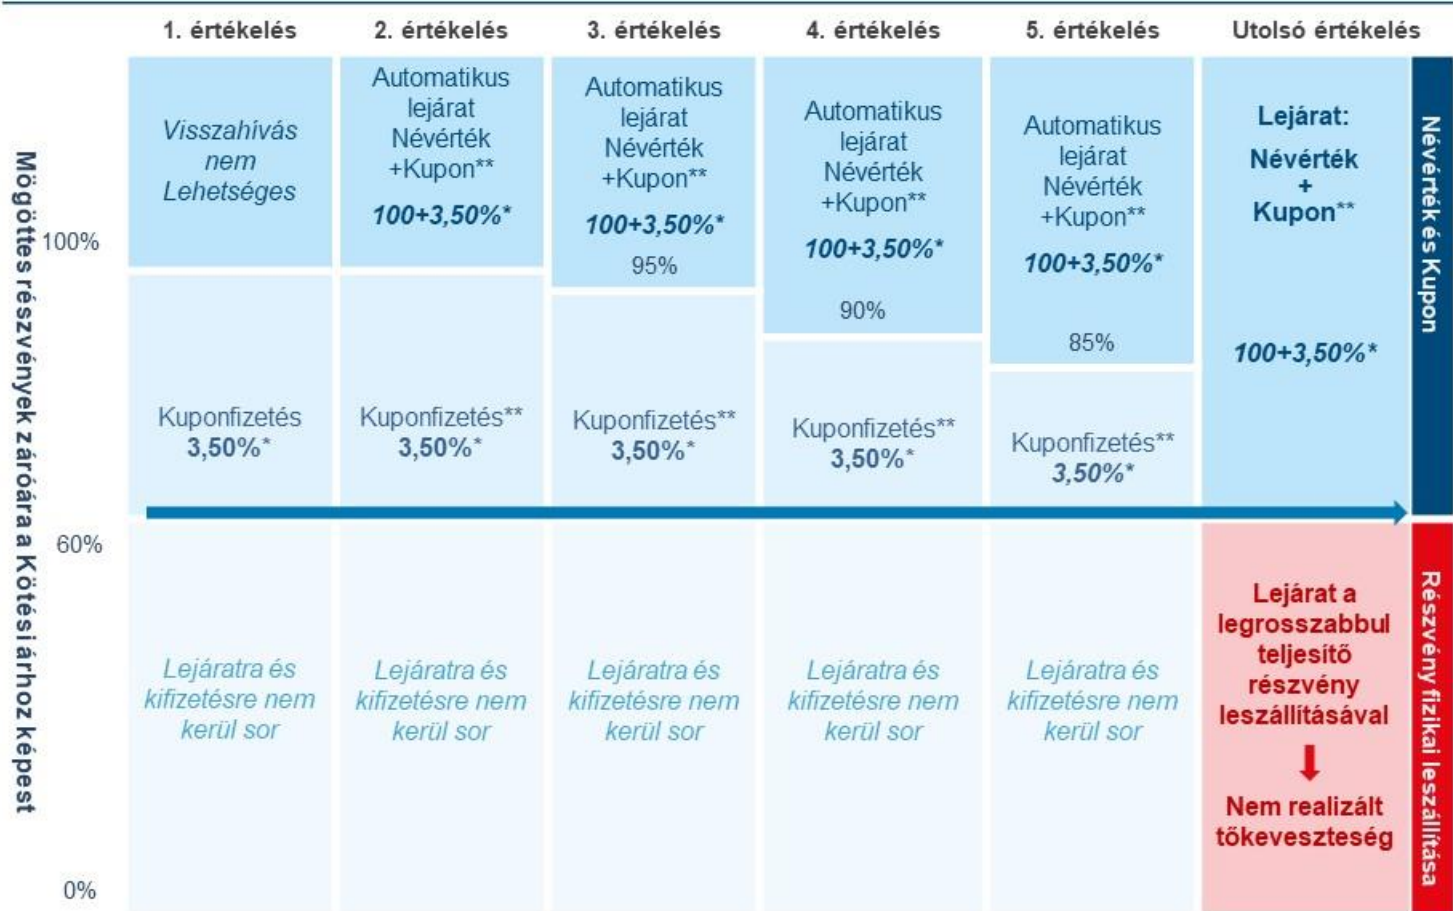 1. értékelés
2. értékelés
3. értékelés
4. értékelés
5. értékelés
Utolsó értékelés
Mögöttes részvények záróára a Kötési árhoz képest
100%
60%
0%
Visszahívás
nem
Lehetséges
Automatikus
lejárat
Névérték
+Kupon**
100+3,50%*
Automatikus
lejárat
Névérték
+Kupon**
100+3,50%*
95%
Automatikus
lejárat
Névérték
+Kupon**
100+3,50%*
90%
Automatikus
lejárat
Névérték
+Kupon**
100+3,50%*
85%
Lejárat:
Névérték
+
Kupon**
100+3,50%*
Névérték és Kupon
Kuponfizetés
3,50%*
Kuponfizetés**
3,50%*
Kuponfizetés**
3,50%*
Kuponfizetés**
3,50%*
Kuponfizetés**
3,50%*
Lejáratra és
kifizetésre nem
kerül sor
Lejáratra és
kifizetésre nem
kerül sor
Lejáratra és
kifizetésre nem
kerül sor
Lejáratra és
kifizetésre nem
kerül sor
Lejáratra és
kifizetésre nem
kerül sor
Lejárat a
legrosszabbul
teljesítő
részvény
leszállításával
Nem realizált
tőkeveszteség
Részvény fizikai leszállítása